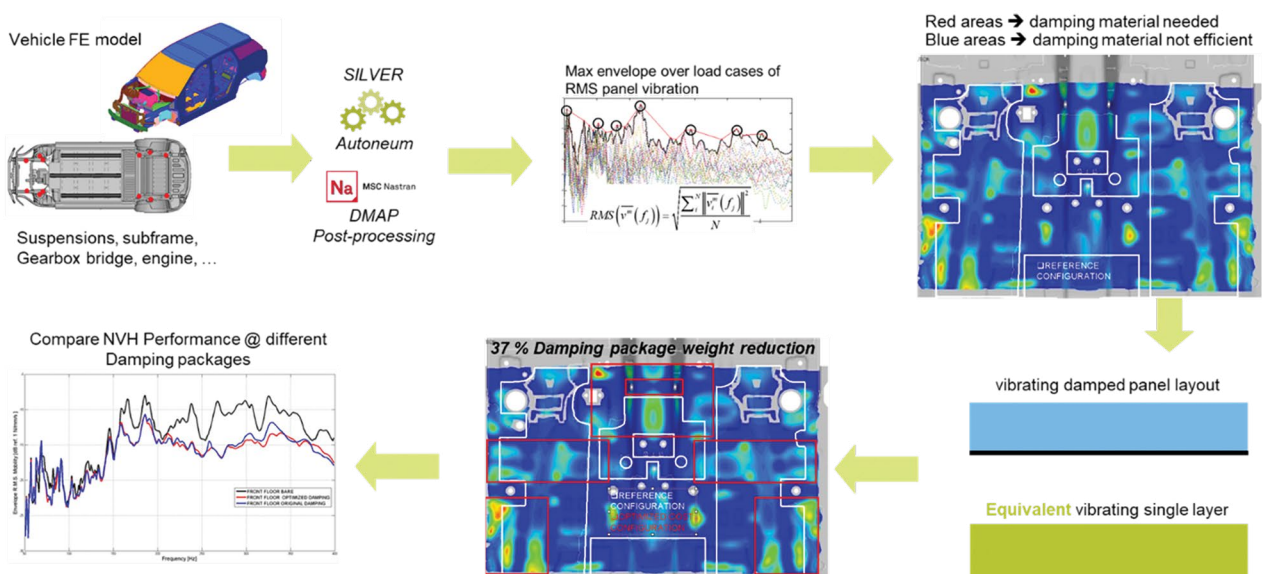 Vehicle FE model
SILVER
Autoneum
Na MSC Nastran
DMAP
Post-processing
Suspensions, subframe,
Gearbox bridge, engine, …
Max envelope over load cases of
RMS panel vibration
Red areas ➔ damping material needed
Blue areas ➔ damping material not efficient
REFERENCE
CONFIGURATION
vibrating damped panel layout
Equivalent vibrating single layer
37 % Damping package weight reduction
REFERENCE
CONFIGURATION
CONFIGURATION
Compare NVH Performance @ different
Damping packages
FRONT FLOOR BARE
FRONT FLOOR OPTIMIZED DAMPING
FRONT FLOOR ORIGINAL DAMPING
Frequency [Hz]